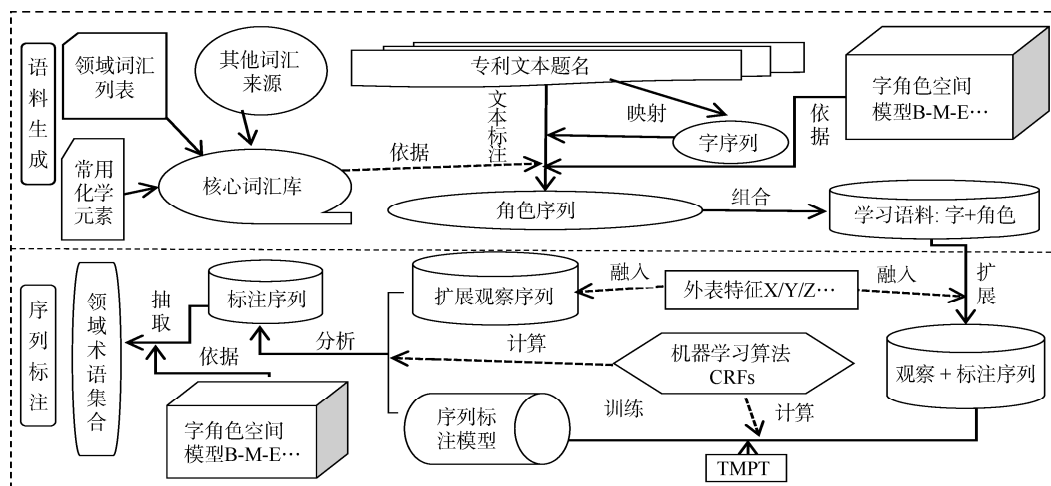 语料生成
领域词汇
列表
其他词汇
来源
专利文本题名
字角色空间
模型B-M-E…
文本标注
映射
字序列
依据
常用
化学
元素
核心词汇库
依据
角色序列
组合
学习语料: 字+角色
序列标注
领域术语集合
抽取
标注序列
扩展观察序列
融入
外表特征X/Y/Z…
融入
扩展
依据
分析
计算
机器学习算法
CRFs
观察 + 标注序列
字角色空间
模型B-M-E…
序列标
注模型
训练
计算
TMPT